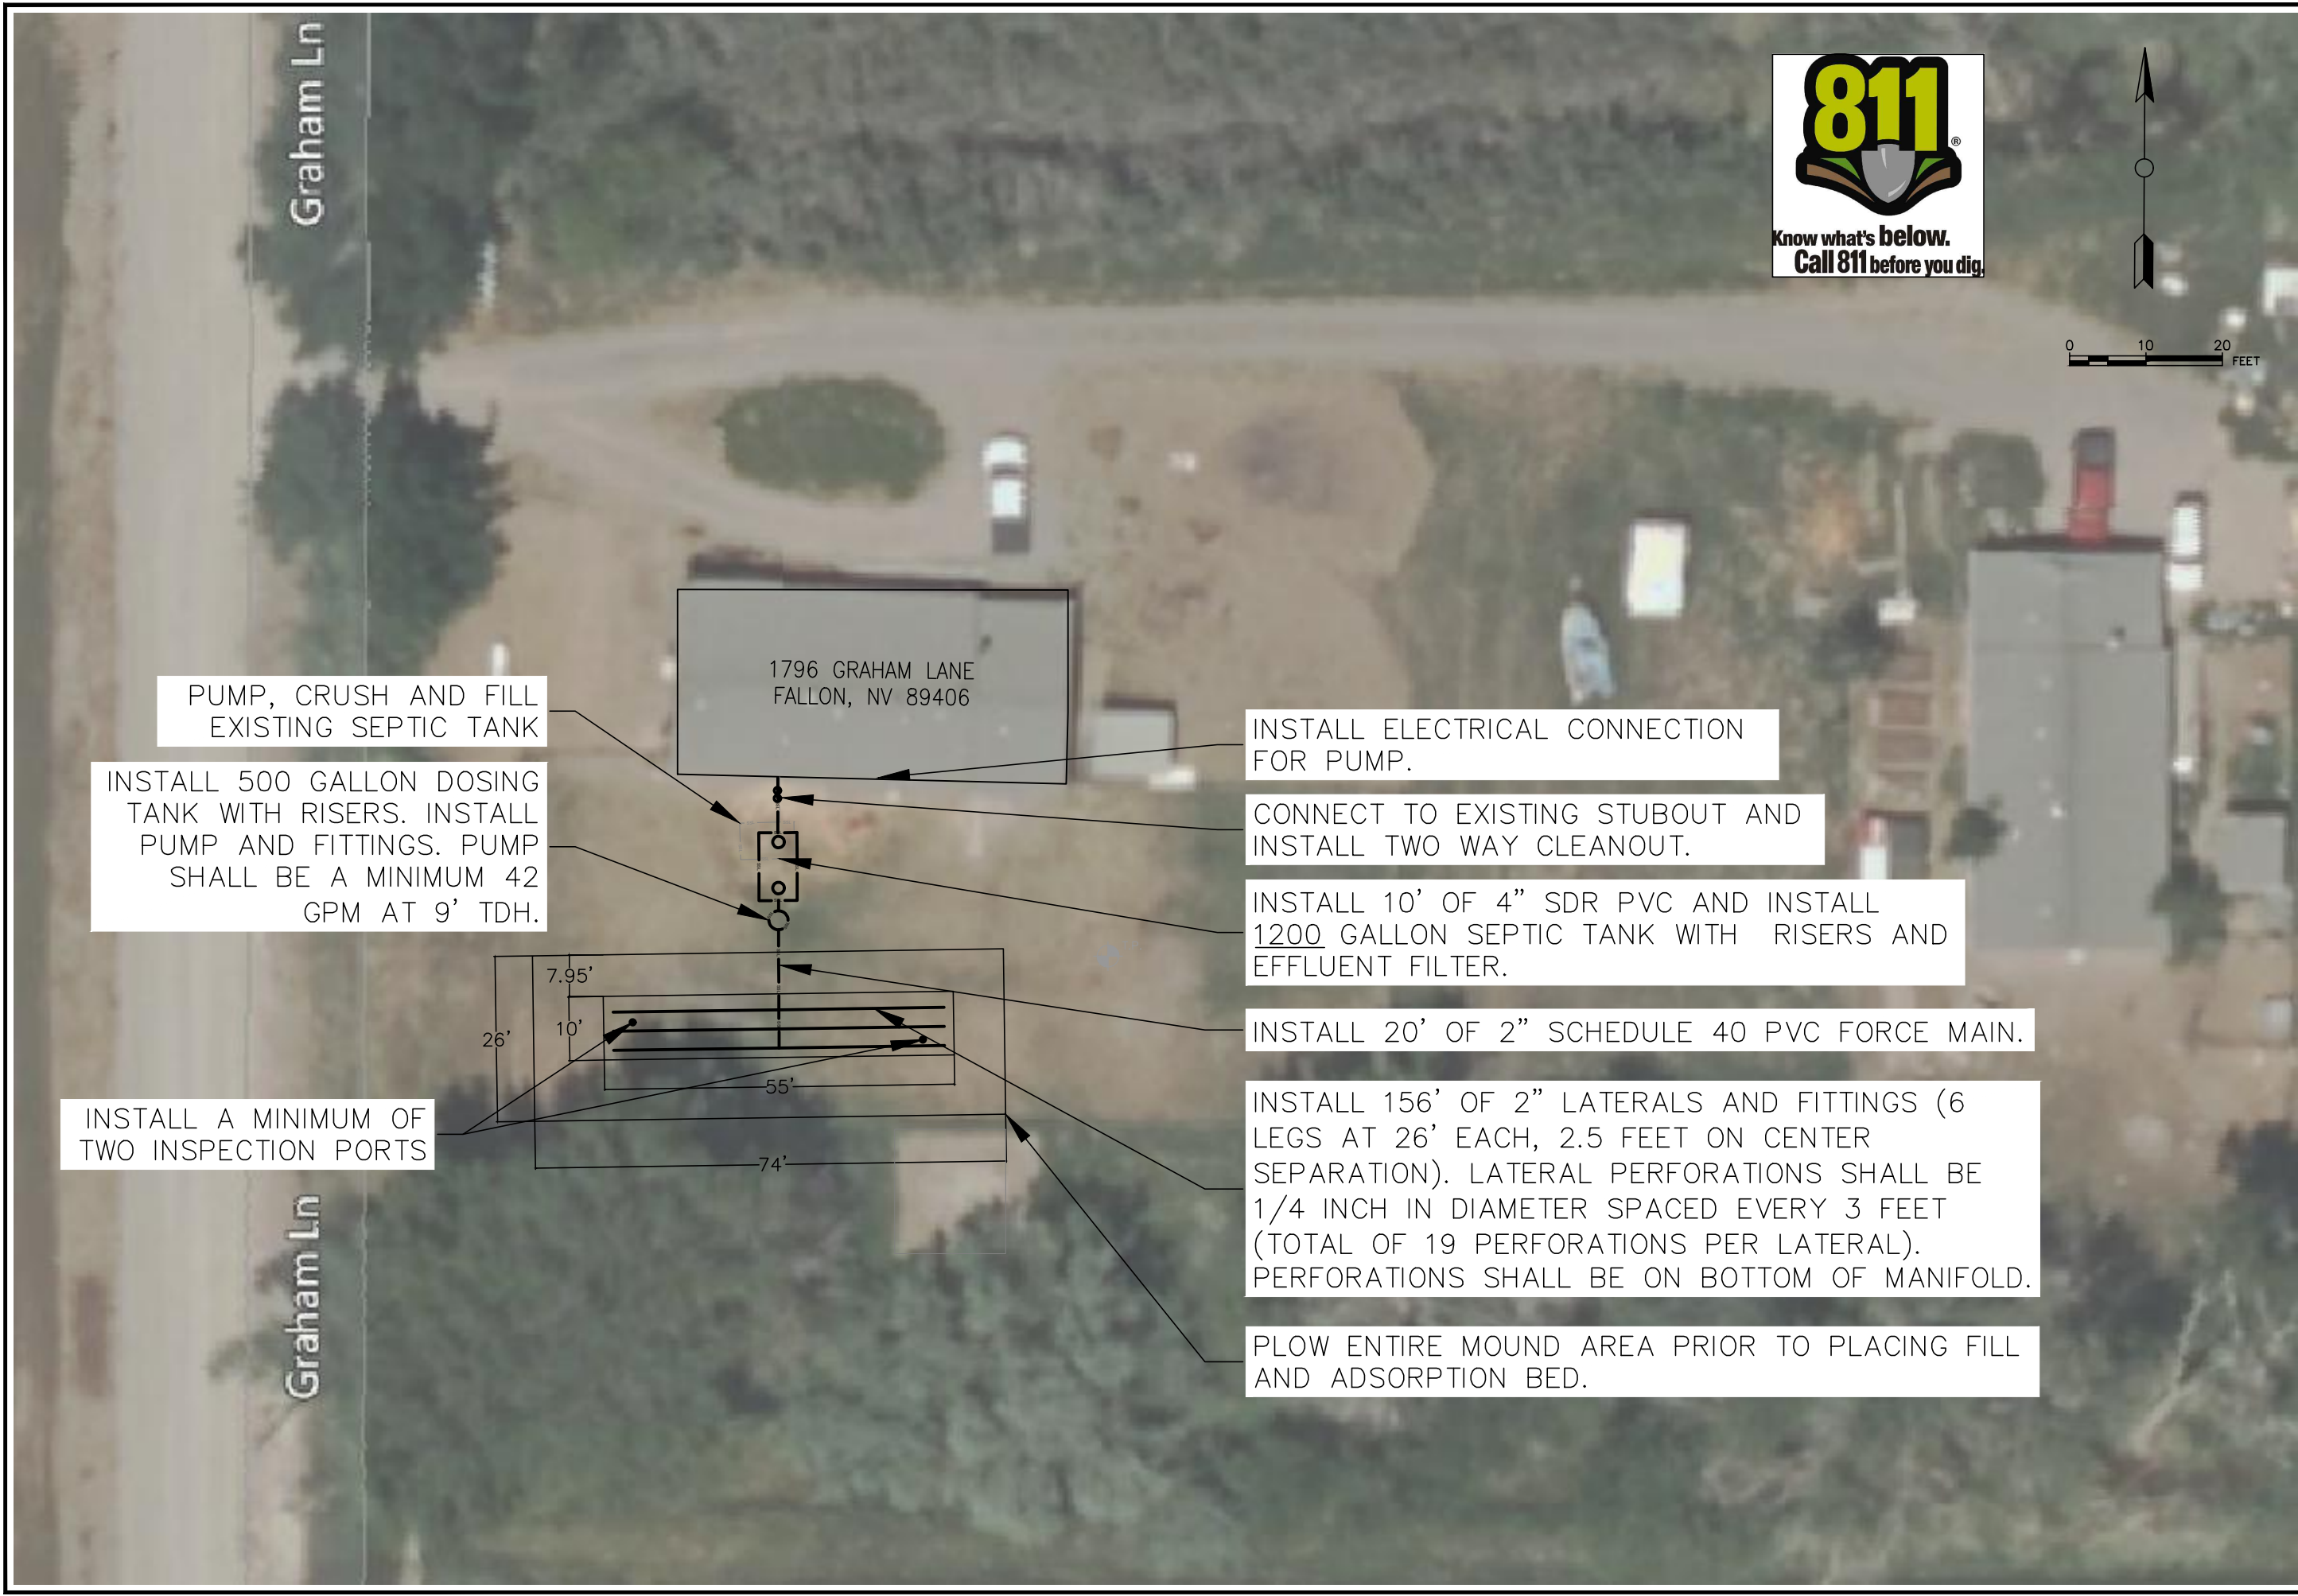 Graham Ln
811
®
Know what's below.
Call 811 before you dig.
0 10 20
FEET
1796 GRAHAM LANE
FALLON, NV 89406
PUMP, CRUSH AND FILL
EXISTING SEPTIC TANK
INSTALL 500 GALLON DOSING
TANK WITH RISERS. INSTALL
PUMP AND FITTINGS. PUMP
SHALL BE A MINIMUM 42
GPM AT 9' TDH.
INSTALL ELECTRICAL CONNECTION
FOR PUMP.
CONNECT TO EXISTING STUBOUT AND
INSTALL TWO WAY CLEANOUT.
INSTALL 10' OF 4" SDR PVC AND INSTALL
1200 GALLON SEPTIC TANK WITH RISERS AND
EFFLUENT FILTER.
7.95'
10'
26'
55'
74'
INSTALL 20' OF 2" SCHEDULE 40 PVC FORCE MAIN.
INSTALL A MINIMUM OF
TWO INSPECTION PORTS
INSTALL 156' OF 2" LATERALS AND FITTINGS (6
LEGS AT 26' EACH, 2.5 FEET ON CENTER
SEPARATION). LATERAL PERFORATIONS SHALL BE
1/4 INCH IN DIAMETER SPACED EVERY 3 FEET
(TOTAL OF 19 PERFORATIONS PER LATERAL).
PERFORATIONS SHALL BE ON BOTTOM OF MANIFOLD.
Graham Ln
PLOW ENTIRE MOUND AREA PRIOR TO PLACING FILL
AND ADSORPTION BED.